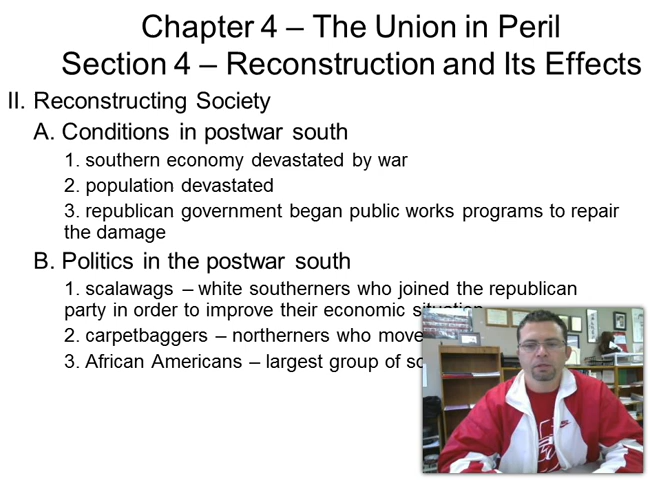 Chapter 4 – The Union in Peril
Section 4 – Reconstruction and Its Effects
II. Reconstructing Society
A. Conditions in postwar south
1. southern economy devastated by war
2. population devastated
3. republican government began public works programs to repair
the damage
B. Politics in the postwar south
1. scalawags – white southerners who joined the republican
party in order to improve their economic situation
2. carpetbaggers – northerners who move
3. African Americans – largest group of